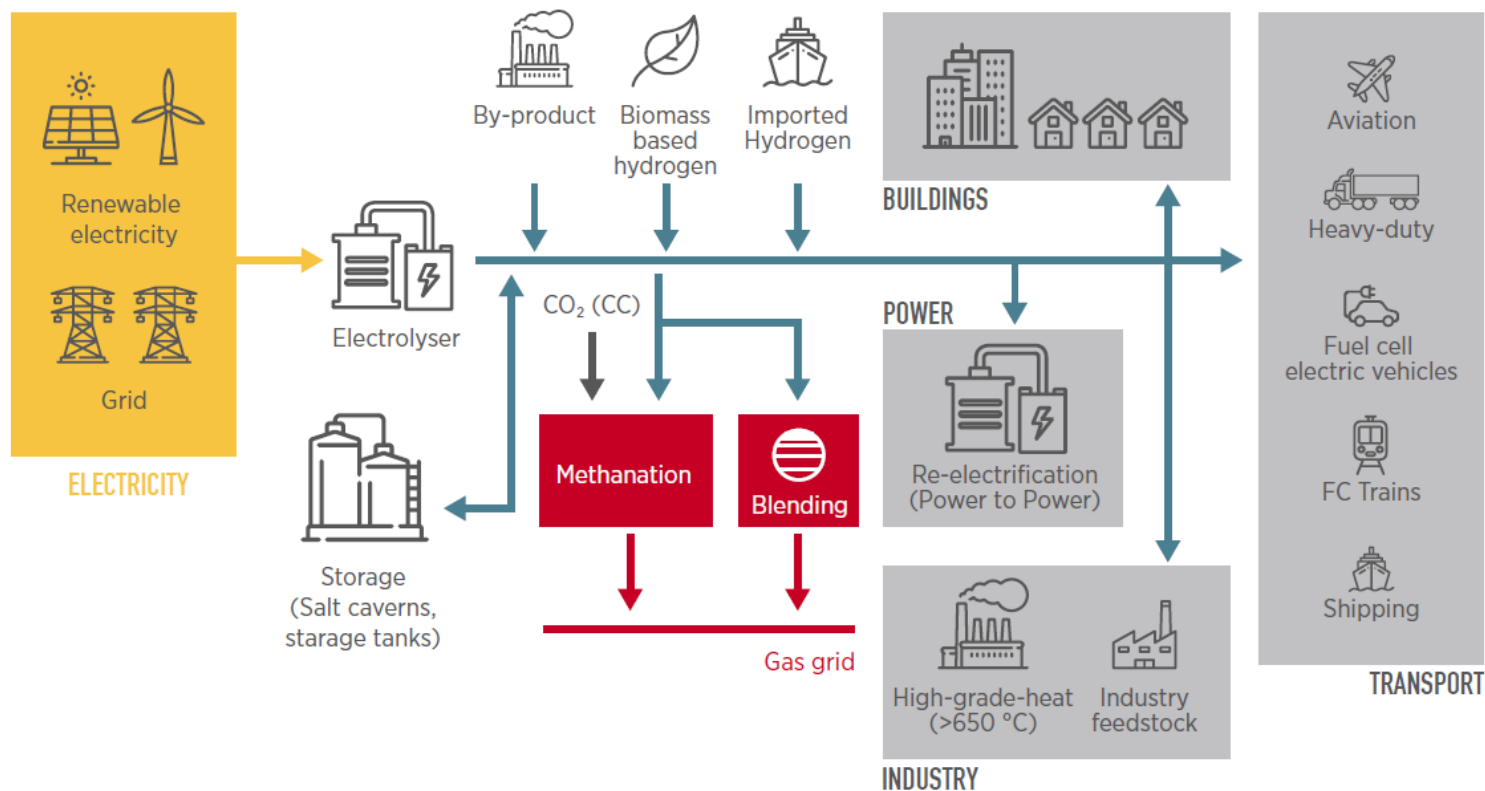 Renewable
electricity
Grid
ELECTRICITY
Electrolyser
Storage
(Salt caverns,
starage tanks)
By-product
Biomass
based
hydrogen
Imported
Hydrogen
CO₂ (CC)
Methanation
Blending
Gas grid
BUILDINGS
POWER
Re-electrification
(Power to Power)
High-grade-heat
(>650 °C)
Industry
feedstock
INDUSTRY
Aviation
Heavy-duty
Fuel cell
electric vehicles
FC Trains
Shipping
TRANSPORT